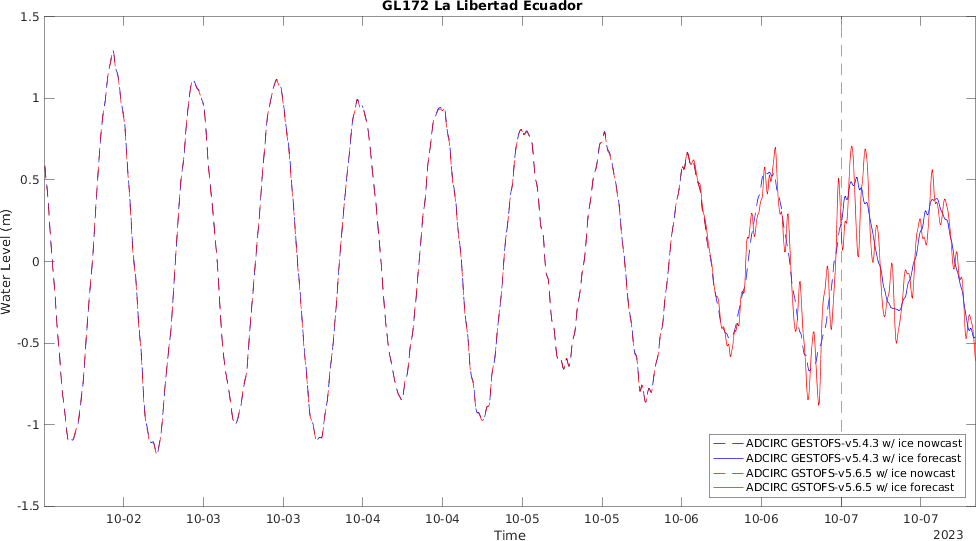 GL172 La Libertad Ecuador
1.5
1
0.5
0
-0.5
-1
-1.5
Water Level (m)
ADCIRC GESTOFS-v5.4.3 w/ ice nowcast
ADCIRC GESTOFS-v5.4.3 w/ ice forecast
ADCIRC GSTOFS-v5.6.5 w/ ice nowcast
ADCIRC GSTOFS-v5.6.5 w/ ice forecast
10-02 10-03 10-03 10-04 10-04 10-05 10-05 10-06 10-06 10-07 10-07
Time
2023